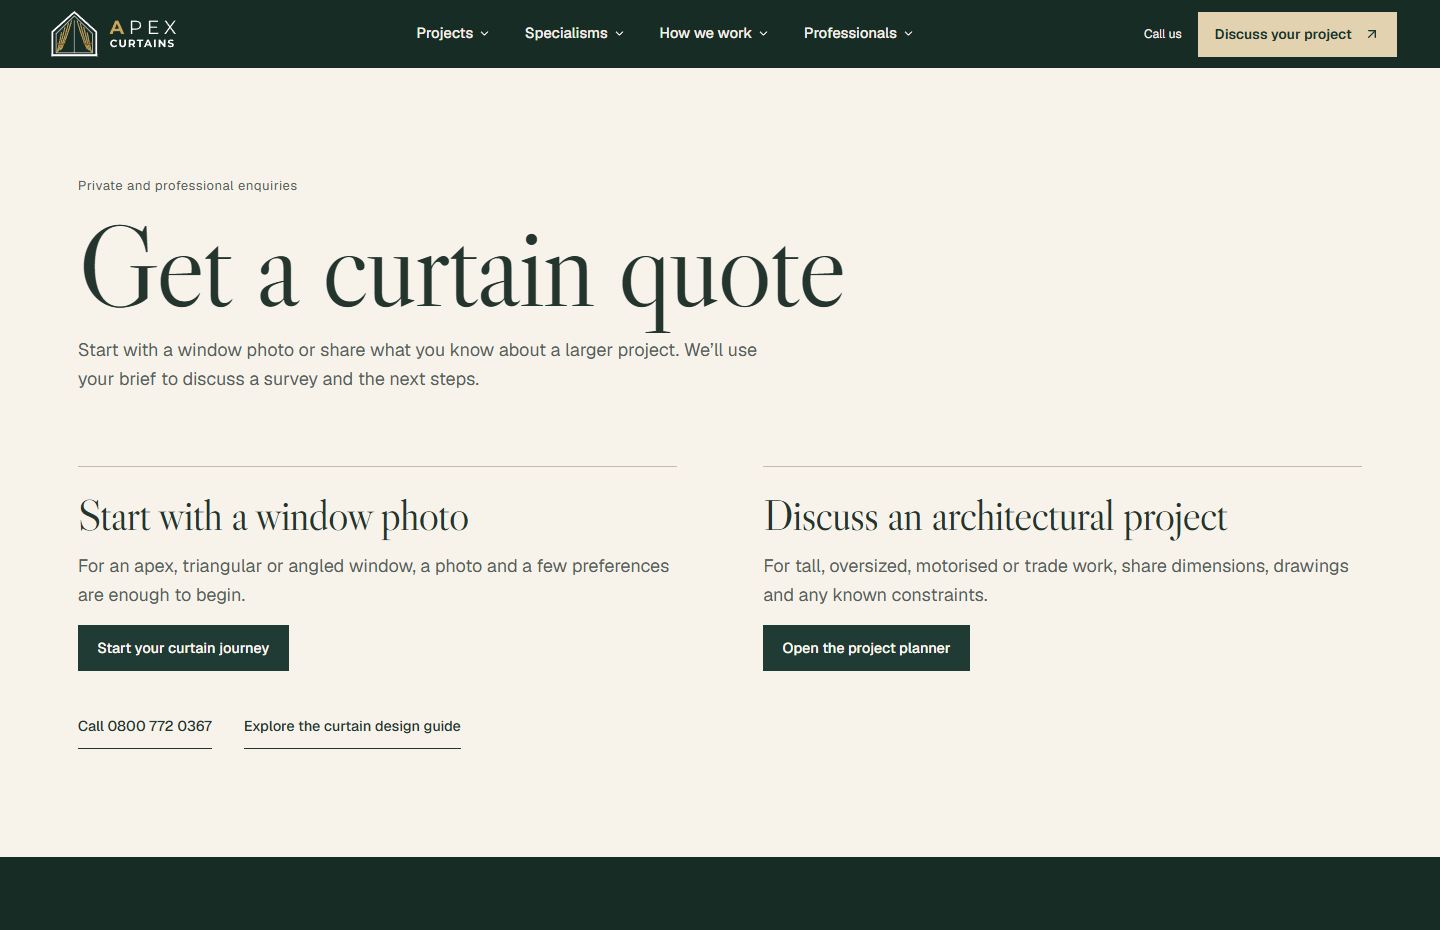 APEX
CURTAINS
Projects
Specialisms
How we work
Professionals
Call us
Discuss your project
Private and professional enquiries
Get a curtain quote
Start with a window photo or share what you know about a larger project. We’ll use
your brief to discuss a survey and the next steps.
Start with a window photo
For an apex, triangular or angled window, a photo and a few preferences
are enough to begin.
Start your curtain journey
Discuss an architectural project
For tall, oversized, motorised or trade work, share dimensions, drawings
and any known constraints.
Open the project planner
Call 0800 772 0367
Explore the curtain design guide